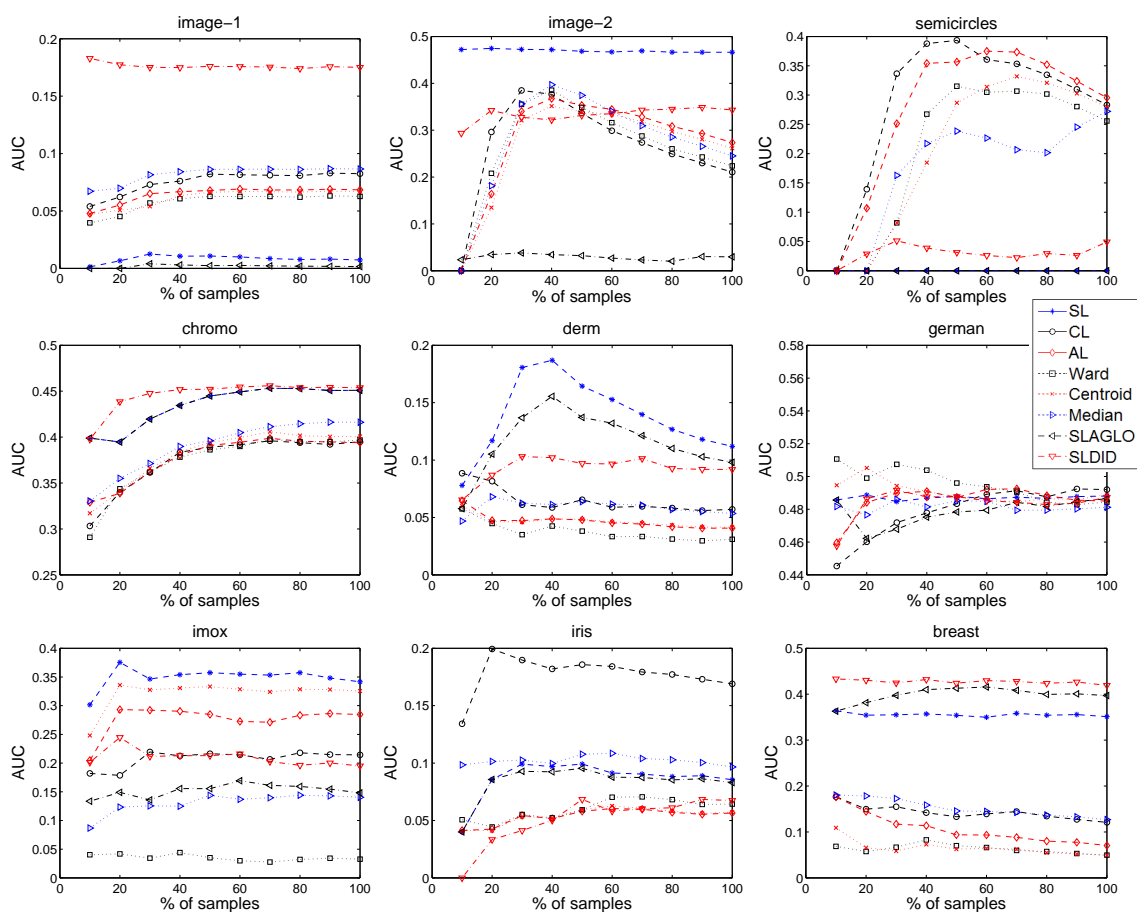 image-1
AUC
0.2
0.15
0.1
0.05
0
0 20 40 60 80 100
% of samples
image-2
AUC
0.5
0.4
0.3
0.2
0.1
0
0 20 40 60 80 100
% of samples
semicircles
AUC
0.4
0.35
0.3
0.25
0.2
0.15
0.1
0.05
0
0 20 40 60 80 100
% of samples
chromo
AUC
0.5
0.45
0.4
0.35
0.3
0.25
0 20 40 60 80 100
% of samples
derm
AUC
0.2
0.15
0.1
0.05
0
0 20 40 60 80 100
% of samples
german
AUC
0.58
0.56
0.54
0.52
0.5
0.48
0.46
0.44
0 20 40 60 80 100
% of samples
SL
CL
AL
Ward
Centroid
Median
SLAGLO
SLDID
imox
AUC
0.4
0.35
0.3
0.25
0.2
0.15
0.1
0.05
0
0 20 40 60 80 100
% of samples
iris
AUC
0.2
0.15
0.1
0.05
0
0 20 40 60 80 100
% of samples
breast
AUC
0.5
0.4
0.3
0.2
0.1
0
0 20 40 60 80 100
% of samples